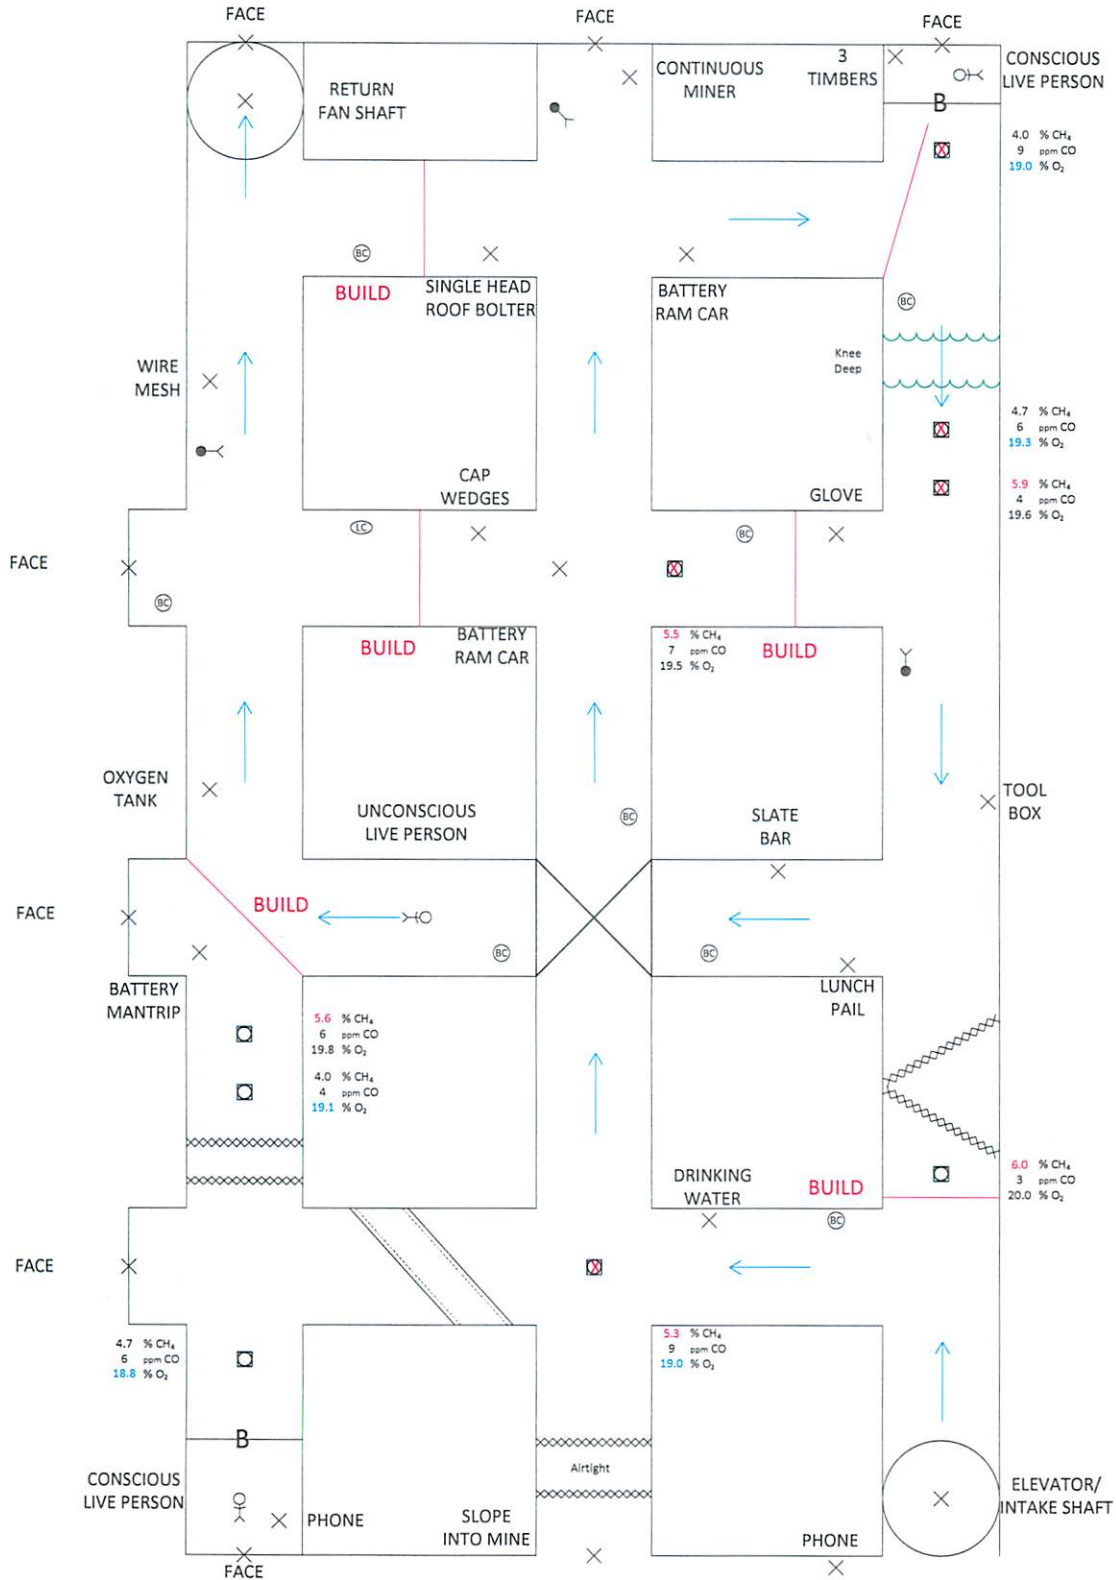 FACE
FACE
FACE
RETURN
FAN SHAFT
CONTINUOUS
MINER
3
TIMBERS
CONSCIOUS
LIVE PERSON
B
4.0 % CH₄
9 ppm CO
19.0 % O₂
BC
BUILD
SINGLE HEAD
ROOF BOLTER
BATTERY
RAM CAR
BC
Knee
Deep
WIRE
MESH
4.7 % CH₄
6 ppm CO
19.3 % O₂
CAP
WEDGES
GLOVE
5.9 % CH₄
4 ppm CO
19.6 % O₂
LC
BC
FACE
BC
BUILD
BATTERY
RAM CAR
5.5 % CH₄
7 ppm CO
19.5 % O₂
BUILD
OXYGEN
TANK
UNCONSCIOUS
LIVE PERSON
BC
SLATE
BAR
TOOL
BOX
FACE
BUILD
BC
BC
BATTERY
MANTRIP
LUNCH
PAIL
5.6 % CH₄
6 ppm CO
19.8 % O₂
4.0 % CH₄
4 ppm CO
19.1 % O₂
DRINKING
WATER
BUILD
6.0 % CH₄
3 ppm CO
20.0 % O₂
BC
FACE
4.7 % CH₄
6 ppm CO
18.8 % O₂
5.3 % CH₄
9 ppm CO
19.0 % O₂
B
Airtight
CONSCIOUS
LIVE PERSON
PHONE
SLOPE
INTO MINE
PHONE
ELEVATOR/
INTAKE SHAFT
FACE